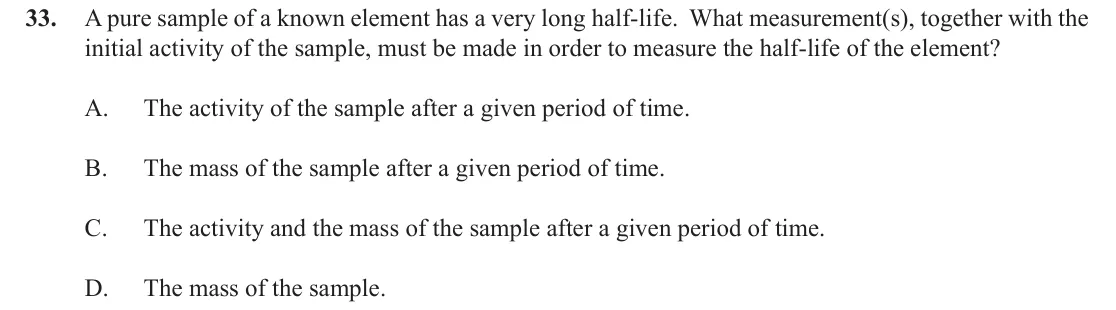 33. A pure sample of a known element has a very long half-life. What measurement(s), together with the
initial activity of the sample, must be made in order to measure the half-life of the element?
A. The activity of the sample after a given period of time.
B. The mass of the sample after a given period of time.
C. The activity and the mass of the sample after a given period of time.
D. The mass of the sample.